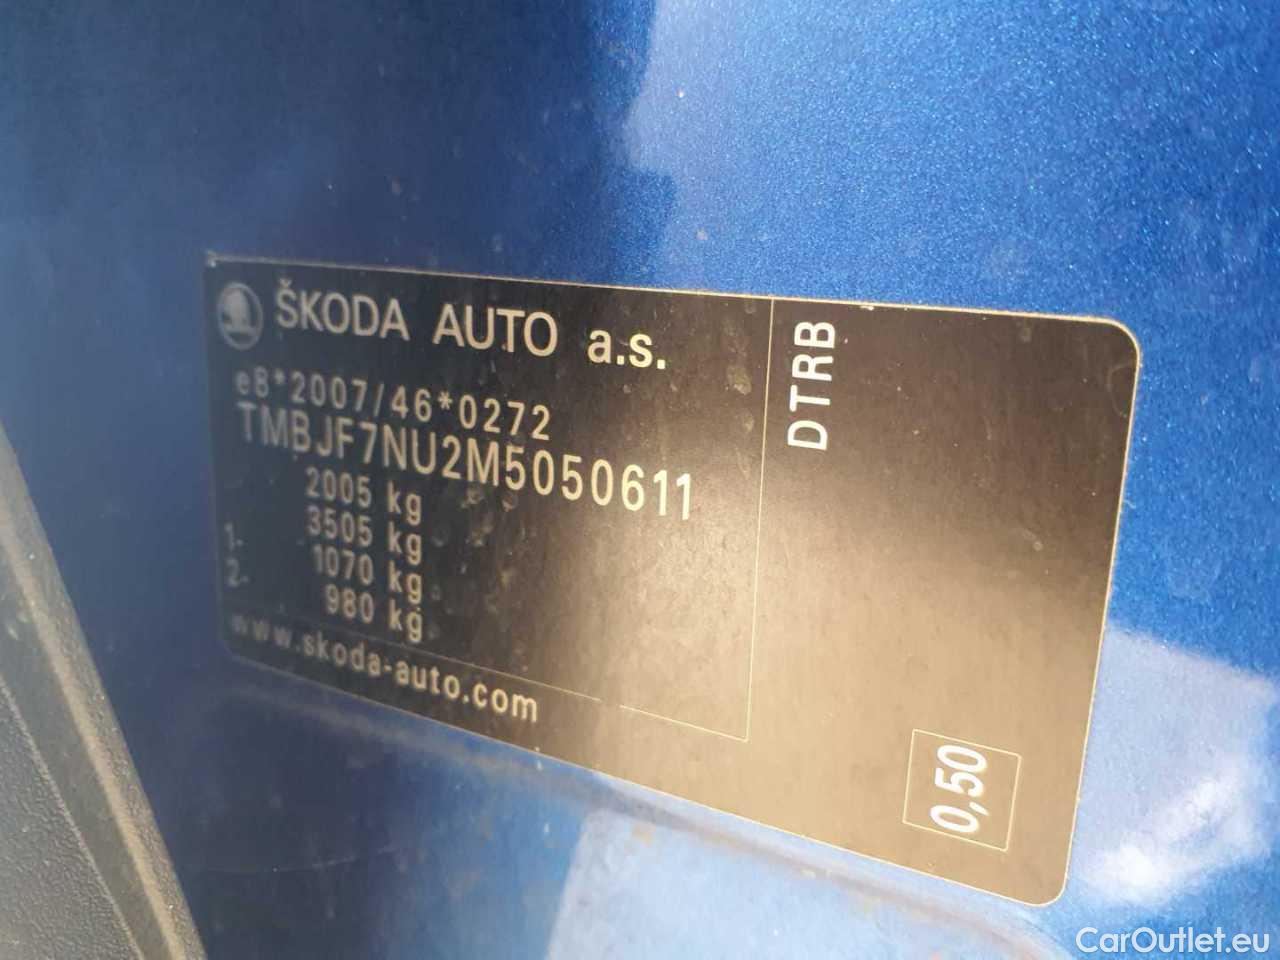 ŠKODA AUTO a.s.
e8*2007/46*0272
TMBJF7NU2M5050611
2005 kg
3505 kg
1- 1070 kg
2- 980 kg
www.skoda-auto.com
DTRB
0,50
CarOutlet.eu